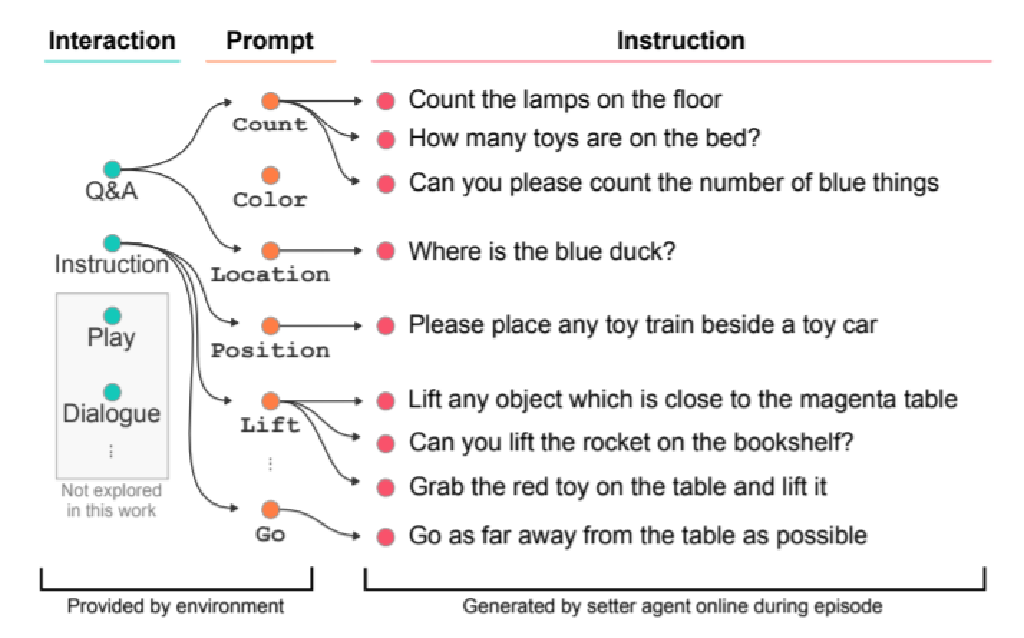 Interaction Prompt Instruction
Count the lamps on the floor
Count
How many toys are on the bed?
Q&A
Color
Can you please count the number of blue things
Instruction
Location
Where is the blue duck?
Play
Position
Please place any toy train beside a toy car
Dialogue
Lift
Lift any object which is close to the magenta table
Can you lift the rocket on the bookshelf?
Grab the red toy on the table and lift it
Not explored
in this work
Go
Go as far away from the table as possible
Provided by environment
Generated by setter agent online during episode